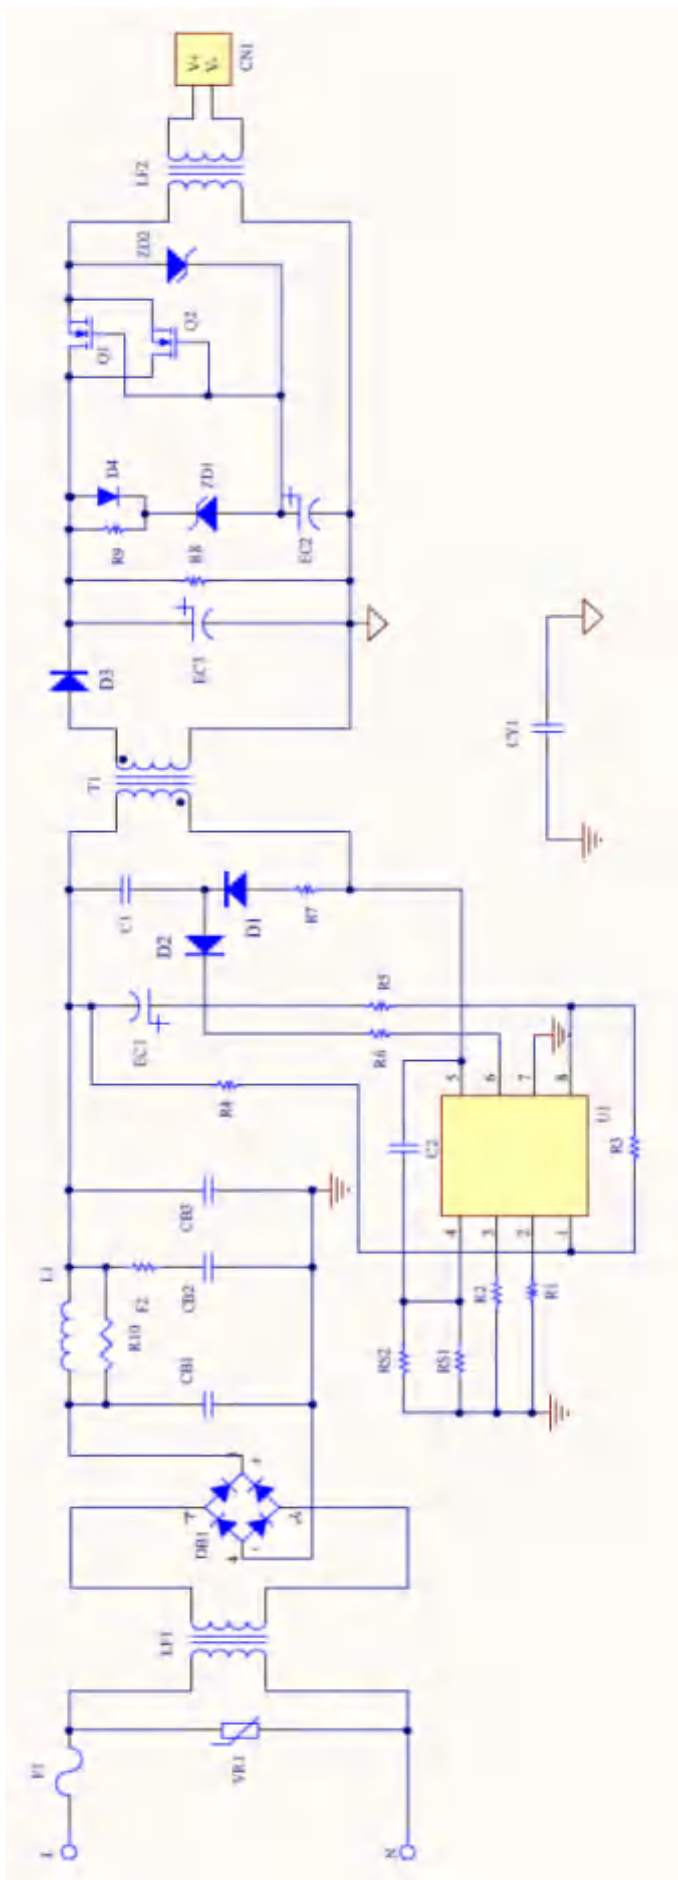 V+
V-
CN1
LF2
ZD2
Q2
Q1
D4
ZD1
R9
R8
EC2
EC3
D3
T1
CY1
C1
D1
R7
D2
R5
EC1
R6
R4
5
6
7
8
U1
C2
R3
4
3
2
1
CB3
L1
F2
CB2
R10
R2
R1
RS2
RS1
CB1
DB1
LF1
VR1
F1
L
N